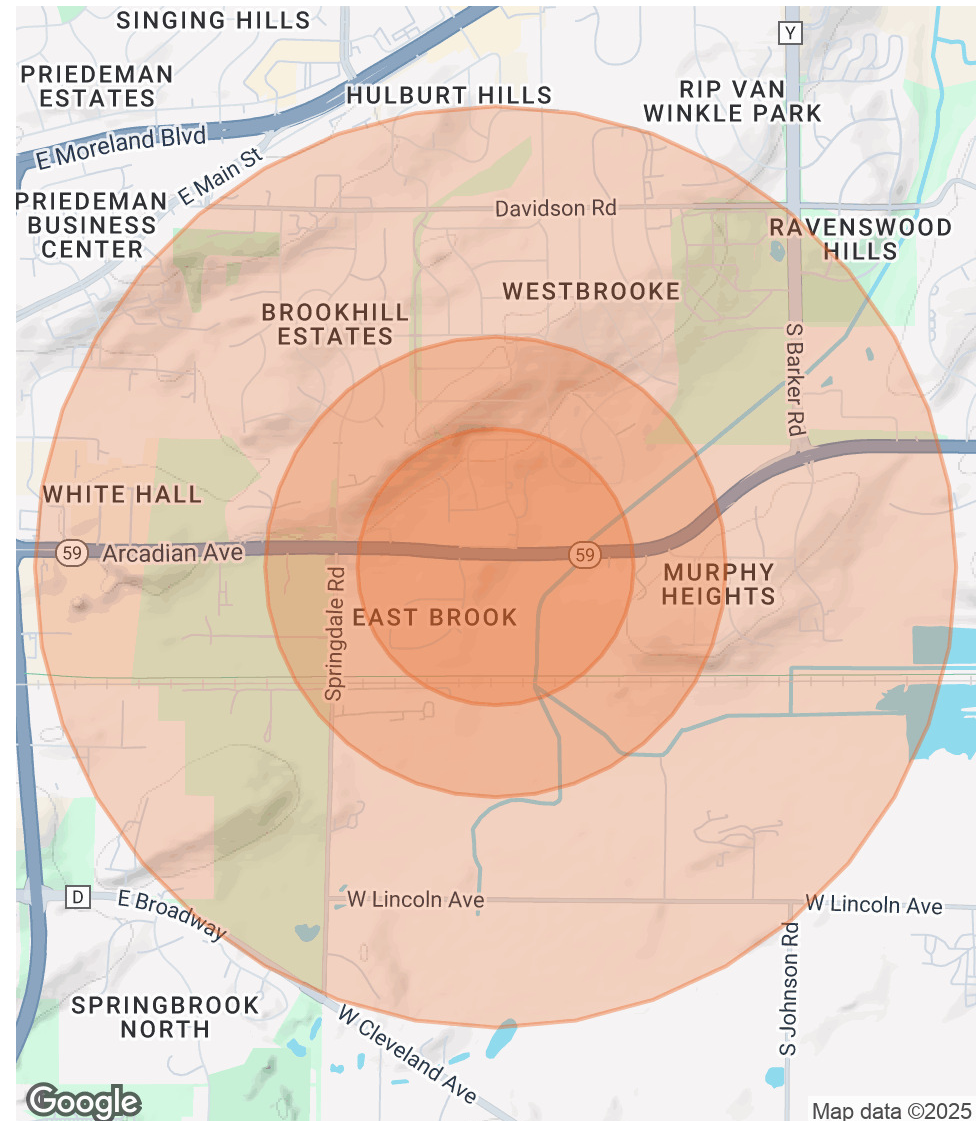 SINGING HILLS
Y
PRIEDEMAN
ESTATES
HULBURT HILLS
RIP VAN
WINKLE PARK
E Moreland Blvd
E Main St
PRIEDEMAN
BUSINESS
CENTER
Davidson Rd
RAVENSWOOD
HILLS
WESTBROOKE
BROOKHILL
ESTATES
S Barker Rd
WHITE HALL
59
Arcadian Ave
59
MURPHY
HEIGHTS
Springdale Rd
EAST BROOK
D
E Broadway
W Lincoln Ave
W Lincoln Ave
S Johnson Rd
SPRINGBROOK
NORTH
W Cleveland Ave
Google
Map data ©2025